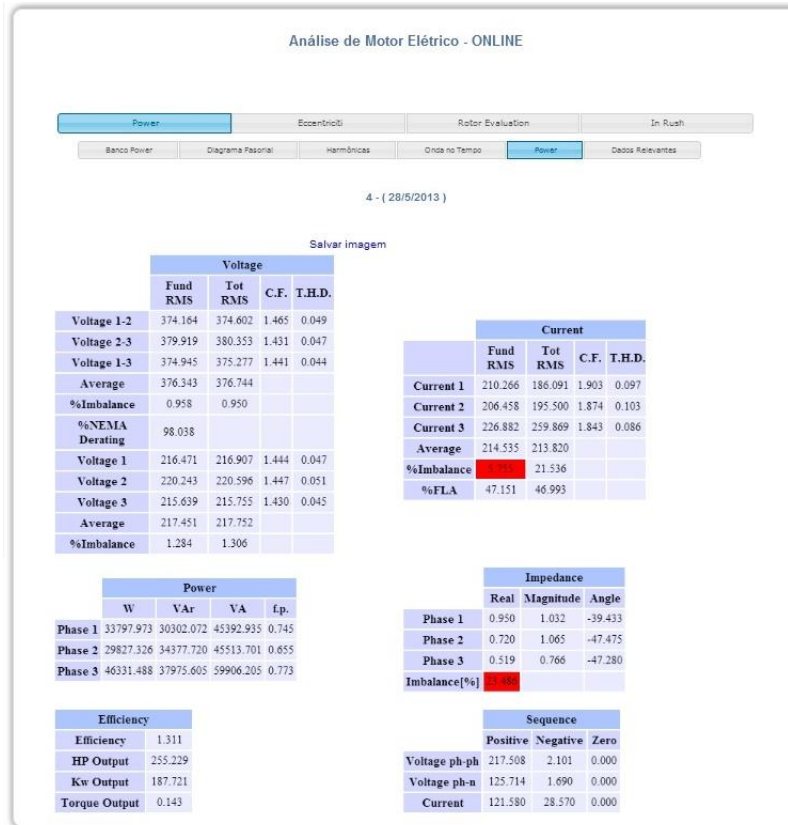 Análise de Motor Elétrico - ONLINE
Power Eccentriciti Rotor Evaluation In Rush
Banco Power Diagrama Fasorial Harmônicas Onda no Tempo Power Dados Relevantes
4 - ( 28/5/2013 )
Salvar imagem
Voltage
Fund RMS Tot RMS C.F. T.H.D.
Voltage 1-2 374.164 374.602 1.465 0.049
Voltage 2-3 379.919 380.353 1.431 0.047
Voltage 1-3 374.945 375.277 1.441 0.044
Average 376.343 376.744
%Imbalance 0.958 0.950
%NEMA Derating 98.038
Voltage 1 216.471 216.907 1.444 0.047
Voltage 2 220.243 220.596 1.447 0.051
Voltage 3 215.639 215.755 1.430 0.045
Average 217.451 217.752
%Imbalance 1.284 1.306
Current
Fund RMS Tot RMS C.F. T.H.D.
Current 1 210.266 186.091 1.903 0.097
Current 2 206.458 195.500 1.874 0.103
Current 3 226.882 259.869 1.843 0.086
Average 214.535 213.820
%Imbalance 5.755 21.536
%FLA 47.151 46.993
Power
W VAr VA f.p.
Phase 1 33797.973 30302.072 45392.935 0.745
Phase 2 29827.326 34377.720 45513.701 0.655
Phase 3 46331.488 37975.605 59906.205 0.773
Impedance
Real Magnitude Angle
Phase 1 0.950 1.032 -39.433
Phase 2 0.720 1.065 -47.475
Phase 3 0.519 0.766 -47.280
Imbalance[%] 23.486
Efficiency
Efficiency 1.311
HP Output 255.229
Kw Output 187.721
Torque Output 0.143
Sequence
Positive Negative Zero
Voltage ph-ph 217.508 2.101 0.000
Voltage ph-n 125.714 1.690 0.000
Current 121.580 28.570 0.000